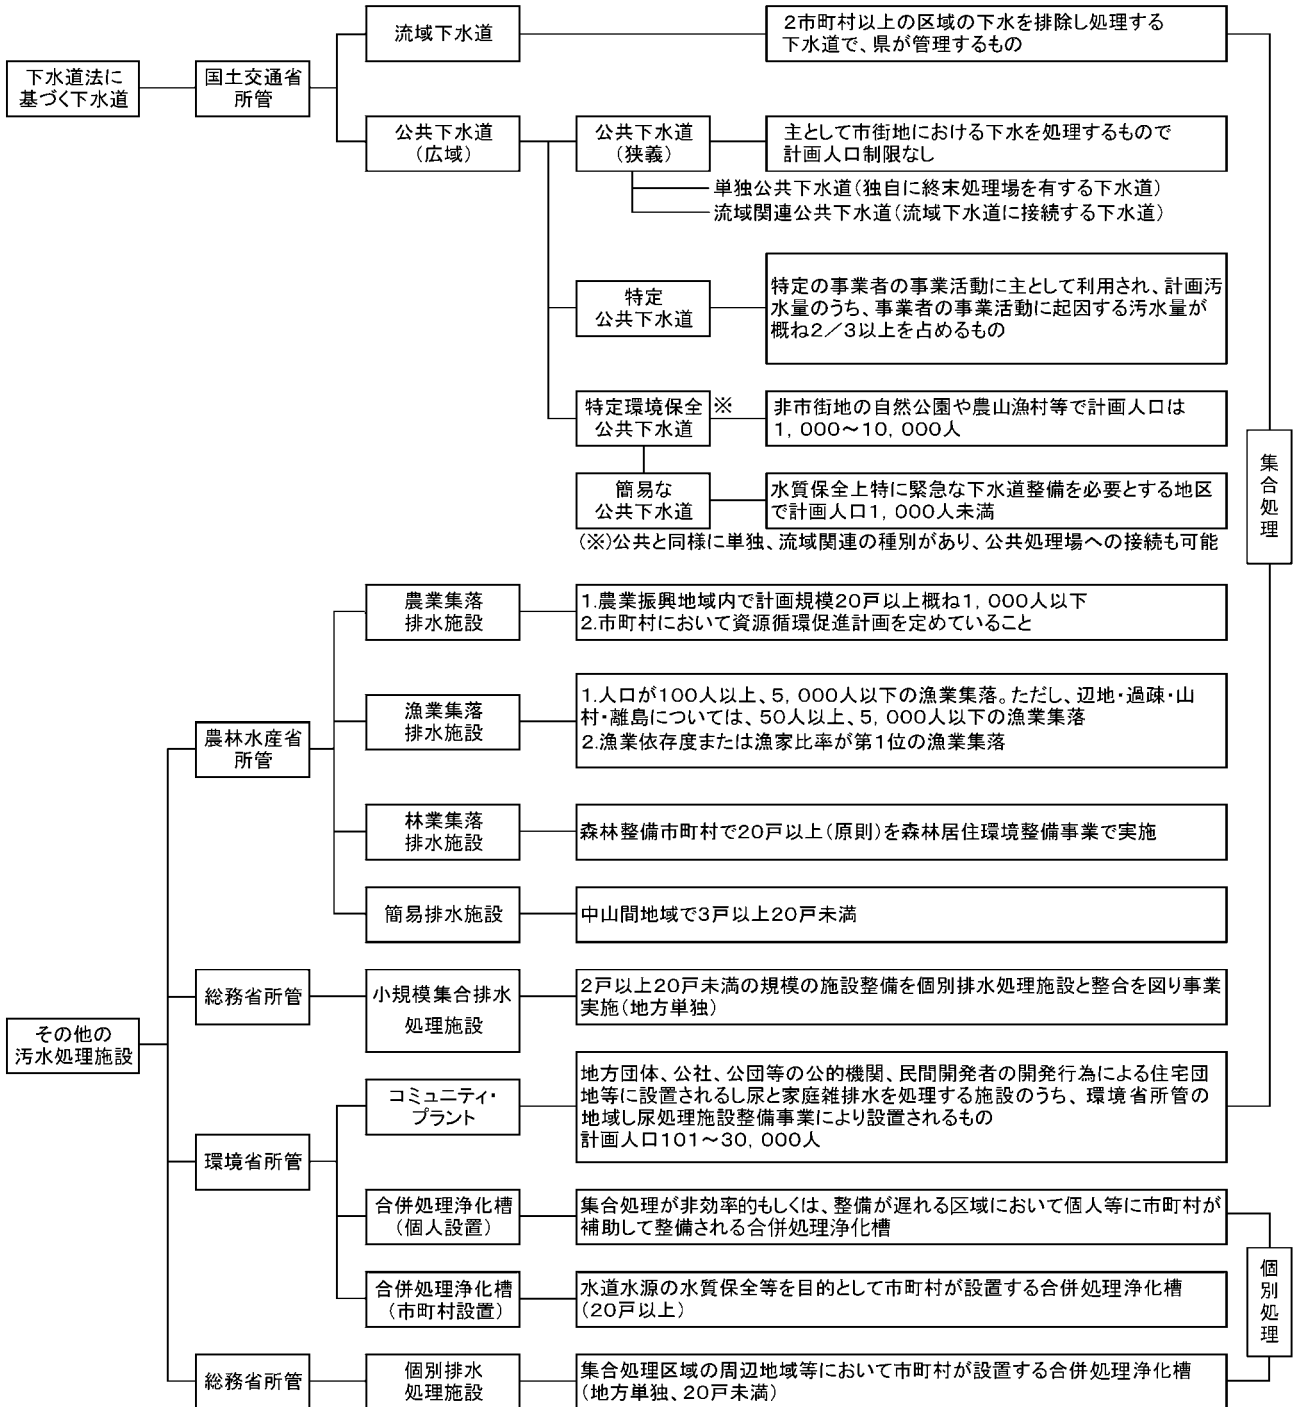 流域下水道
2市町村以上の区域の下水を排除し処理する
下水道で、県が管理するもの
下水道法に
基づく下水道
国土交通省
所管
公共下水道
（広域）
公共下水道
（狭義）
主として市街地における下水を処理するもので
計画人口制限なし
単独公共下水道（独自に終末処理場を有する下水道）
流域関連公共下水道（流域下水道に接続する下水道）
特定
公共下水道
特定の事業者の事業活動に主として利用され、計画汚
水量のうち、事業者の事業活動に起因する汚水量が
概ね2／3以上を占めるもの
特定環境保全
公共下水道
※
非市街地の自然公園や農山漁村等で計画人口は
1，000～10，000人
簡易な
公共下水道
水質保全上特に緊急な下水道整備を必要とする地区
で計画人口1，000人未満
（※）公共と同様に単独、流域関連の種別があり、公共処理場への接続も可能
集合処理
農業集落
排水施設
1.農業振興地域内で計画規模20戸以上概ね1，000人以下
2.市町村において資源循環促進計画を定めていること
農林水産省
所管
漁業集落
排水施設
1.人口が100人以上、5，000人以下の漁業集落。ただし、辺地・過疎・山
村・離島については、50人以上、5，000人以下の漁業集落
2.漁業依存度または漁家比率が第1位の漁業集落
林業集落
排水施設
森林整備市町村で20戸以上（原則）を森林居住環境整備事業で実施
簡易排水施設
中山間地域で3戸以上20戸未満
その他の
汚水処理施設
総務省所管
小規模集合排水
処理施設
2戸以上20戸未満の規模の施設整備を個別排水処理施設と整合を図り事業
実施（地方単独）
環境省所管
コミュニティ・
プラント
地方団体、公社、公団等の公的機関、民間開発者の開発行為による住宅団
地等に設置されるし尿と家庭雑排水を処理する施設のうち、環境省所管の
地域し尿処理施設整備事業により設置されるもの
計画人口101～30，000人
合併処理浄化槽
（個人設置）
集合処理が非効率的もしくは、整備が遅れる区域において個人等に市町村が
補助して整備される合併処理浄化槽
合併処理浄化槽
（市町村設置）
水道水源の水質保全等を目的として市町村が設置する合併処理浄化槽
（20戸以上）
個別処理
総務省所管
個別排水
処理施設
集合処理区域の周辺地域等において市町村が設置する合併処理浄化槽
（地方単独、20戸未満）